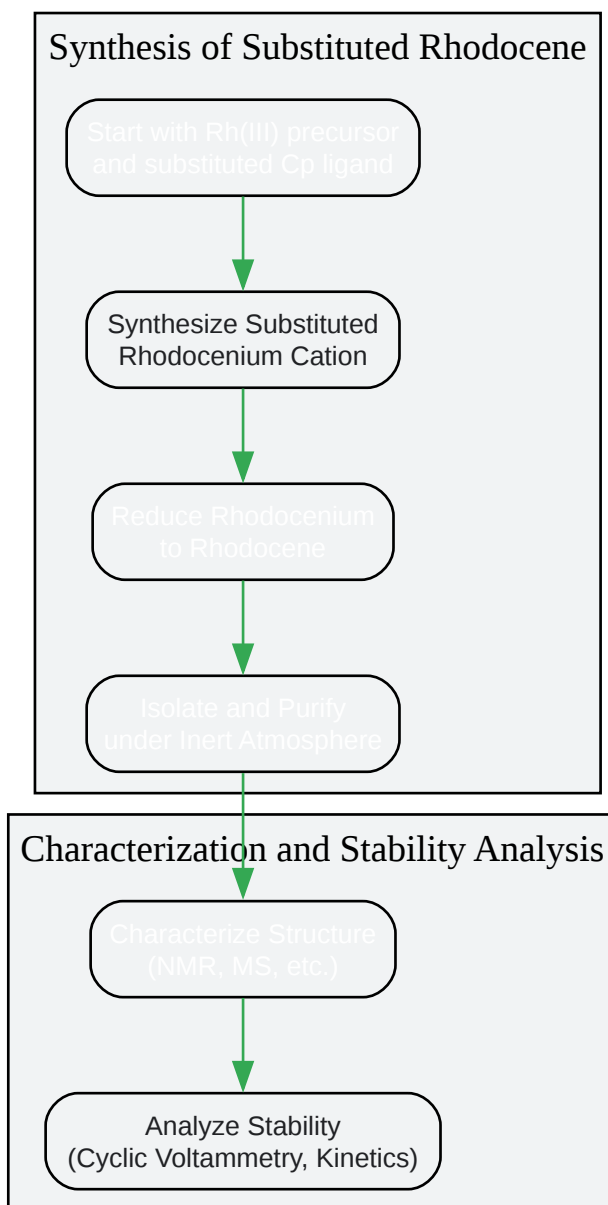 Synthesis of Substituted Rhodocene
Start with Rh(III) precursor
and substituted Cp ligand
Synthesize Substituted
Rhodocenium Cation
Reduce Rhodocenium
to Rhodocene
Isolate and Purify
under Inert Atmosphere
Characterization and Stability Analysis
Characterize Structure
(NMR, MS, etc.)
Analyze Stability
(Cyclic Voltammetry, Kinetics)